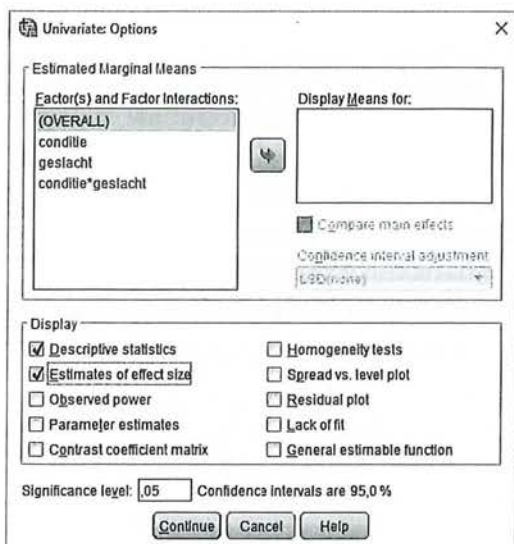 Univariate: Options
Estimated Marginal Means
Factor(s) and Factor Interactions:
(OVERALL)
conditie
geslacht
conditie*geslacht
Display Means for:
Compare main effects
Confidence interval adjustment
LSD(none)
Display
Descriptive statistics
Estimates of effect size
Observed power
Parameter estimates
Contrast coefficient matrix
Homogeneity tests
Spread vs. level plot
Residual plot
Lack of fit
General estimable function
Significance level: ,05 Confidence intervals are 95,0 %
Continue Cancel Help